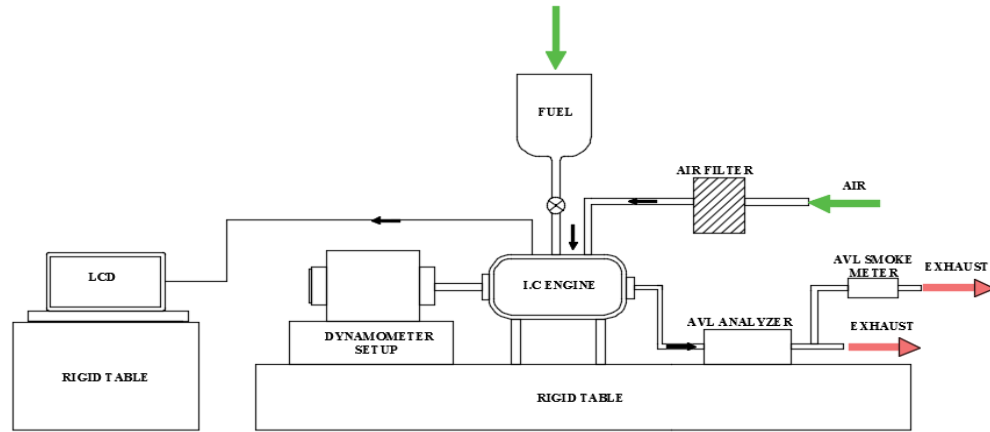 FUEL
AIR FILTER
AIR
LCD
I.C ENGINE
AVL SMOKE
METER
EXHAUST
AVL ANALYZER
EXHAUST
DYNAMOMETER
SETUP
RIGID TABLE
RIGID TABLE